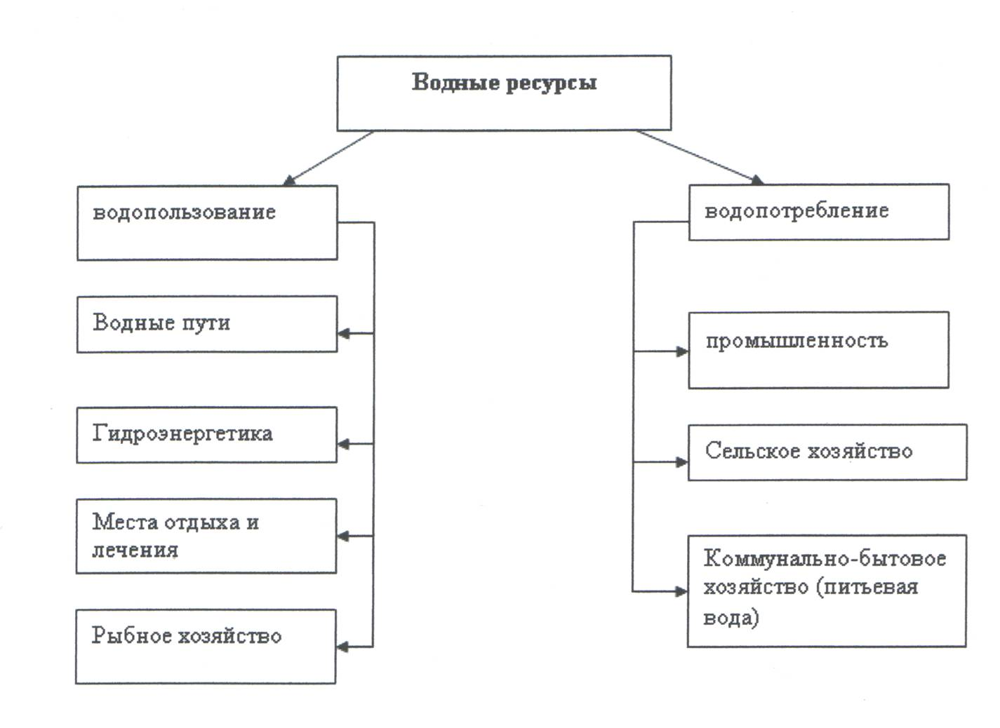 Водные ресурсы
водопользование
Водные пути
Гидроэнергетика
Места отдыха и
лечения
Рыбное хозяйство
водопотребление
промышленность
Сельское хозяйство
Коммунально-бытовое
хозяйство (питьевая
вода)